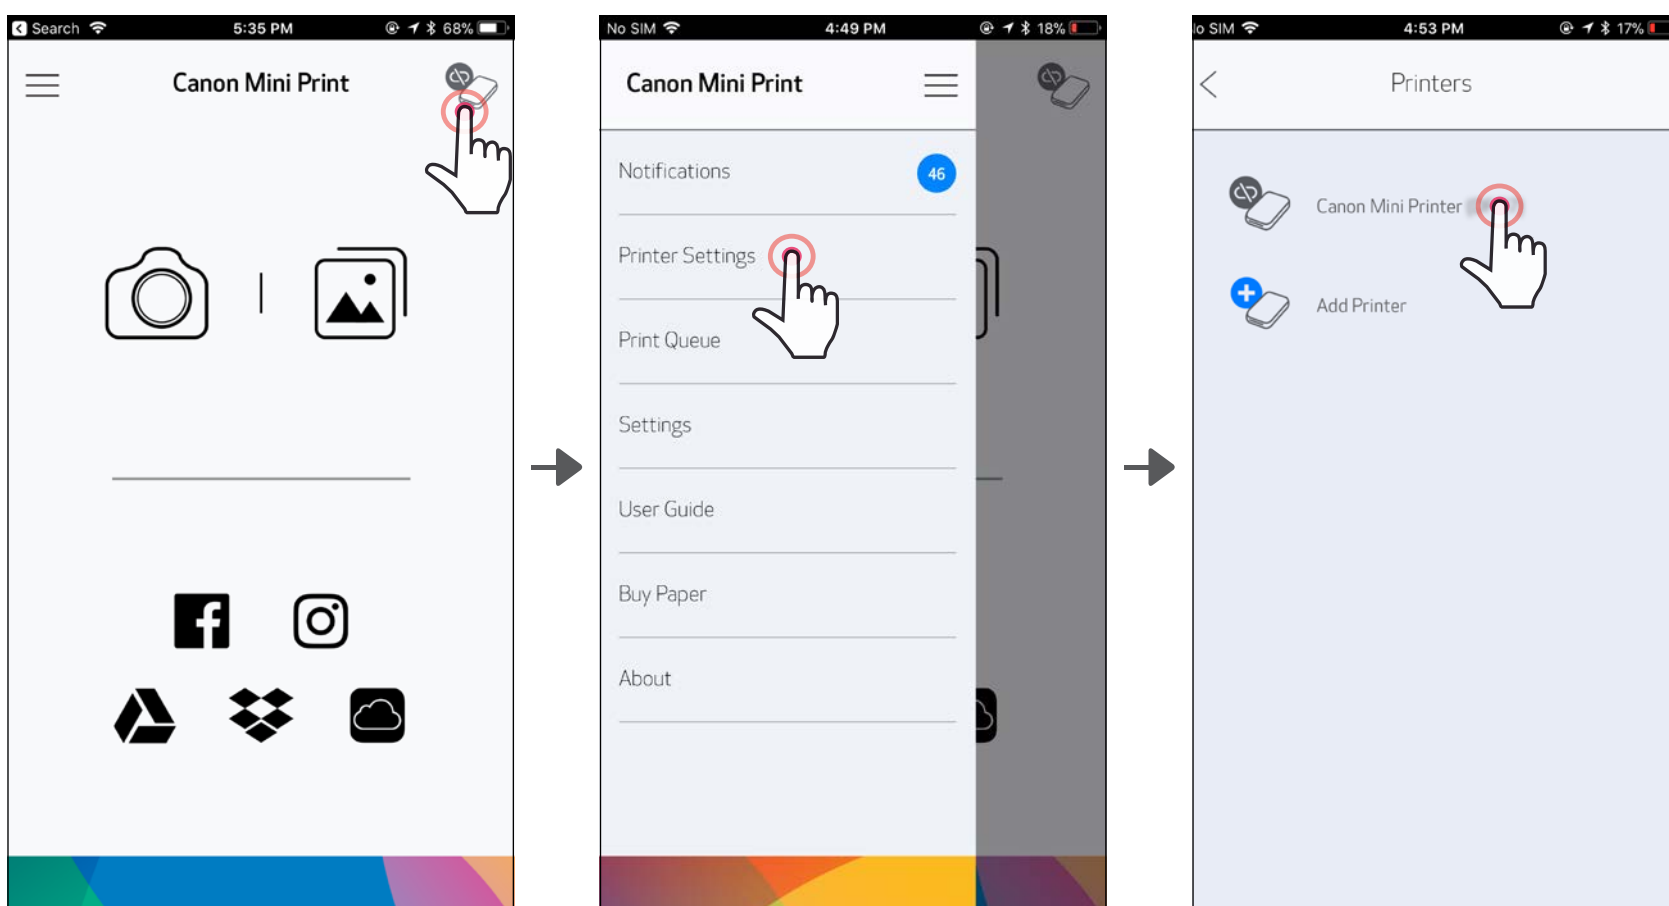 Search 5:35 PM 68%
Canon Mini Print
No SIM 4:49 PM 18%
Canon Mini Print
Notifications 46
Printer Settings
Print Queue
Settings
User Guide
Buy Paper
About
o SIM 4:53 PM 17%
Printers
Canon Mini Printer
Add Printer